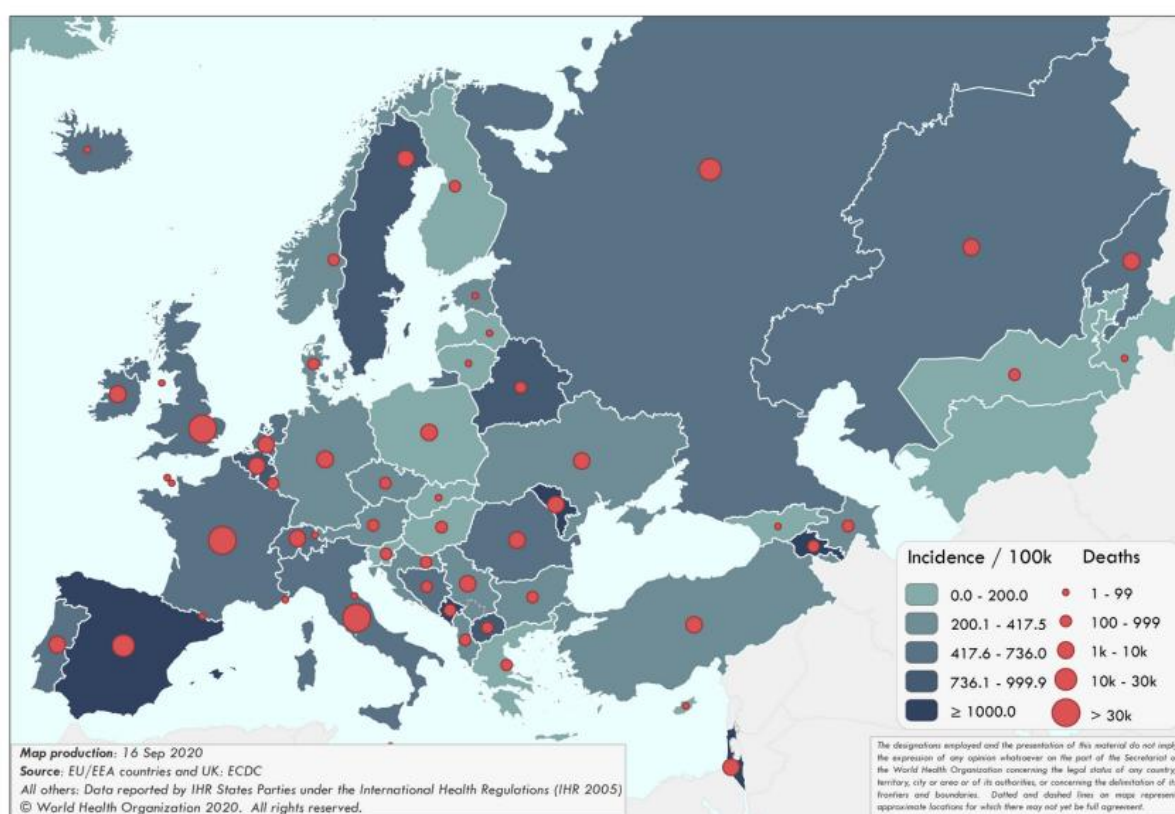 Incidence / 100k Deaths
0.0 - 200.0 1 - 99
200.1 - 417.5 100 - 999
417.6 - 736.0 1k - 10k
736.1 - 999.9 10k - 30k
≥ 1000.0 > 30k
Map production: 16 Sep 2020
Source: EU/EEA countries and UK: ECDC
All others: Data reported by IHR States Parties under the International Health Regulations (IHR 2005)
© World Health Organization 2020. All rights reserved.
The designations employed and the presentation of this material do not imply
the expression of any opinion whatsoever on the part of the Secretariat of
the World Health Organization concerning the legal status of any country,
territory, city or area or of its authorities, or concerning the delimitation of its
frontiers and boundaries. Dotted and dashed lines on maps represent
approximate locations for which there may not yet be full agreement.